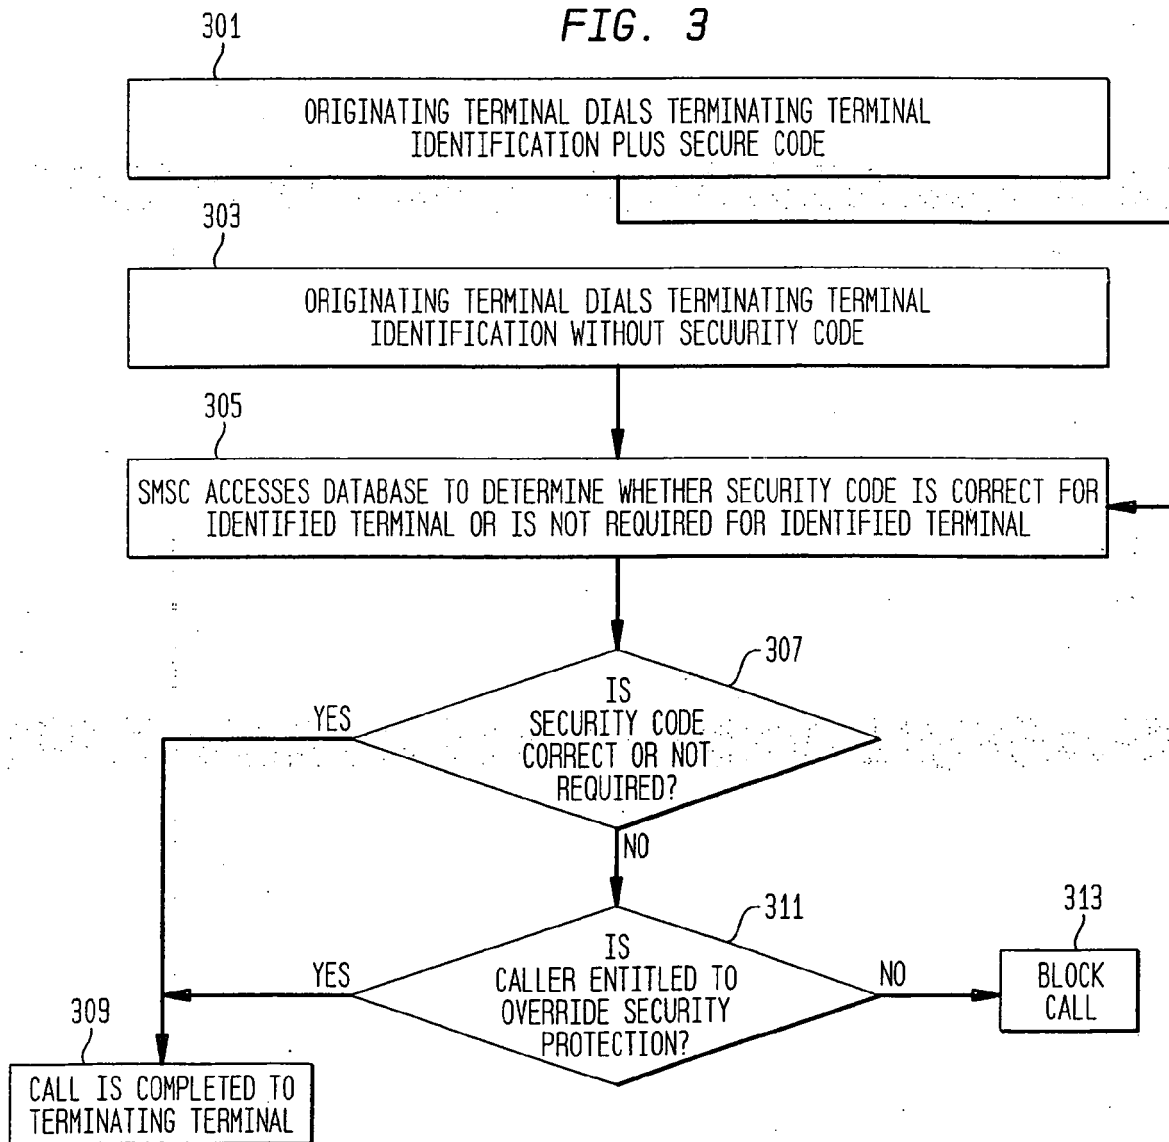 FIG. 3
301
ORIGINATING TERMINAL DIALS TERMINATING TERMINAL
IDENTIFICATION PLUS SECURE CODE
303
ORIGINATING TERMINAL DIALS TERMINATING TERMINAL
IDENTIFICATION WITHOUT SECUURITY CODE
305
SMSC ACCESSES DATABASE TO DETERMINE WHETHER SECURITY CODE IS CORRECT FOR
IDENTIFIED TERMINAL OR IS NOT REQUIRED FOR IDENTIFIED TERMINAL
307
IS
SECURITY CODE
CORRECT OR NOT
REQUIRED?
YES
NO
311
IS
CALLER ENTITLED TO
OVERRIDE SECURITY
PROTECTION?
YES
NO
313
BLOCK
CALL
309
CALL IS COMPLETED TO
TERMINATING TERMINAL